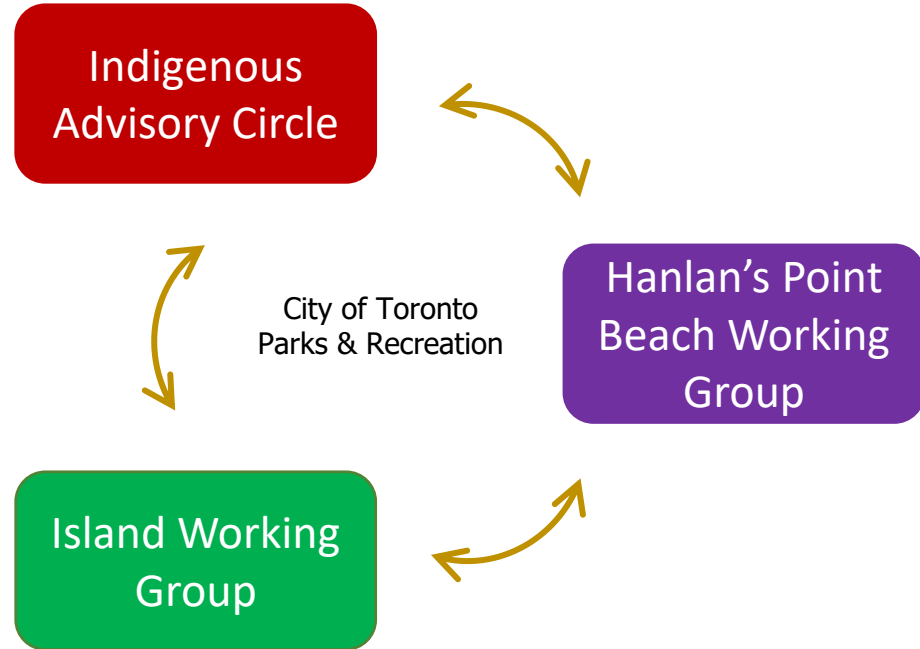 Indigenous
Advisory Circle
City of Toronto
Parks & Recreation
Hanlan’s Point
Beach Working
Group
Island Working
Group